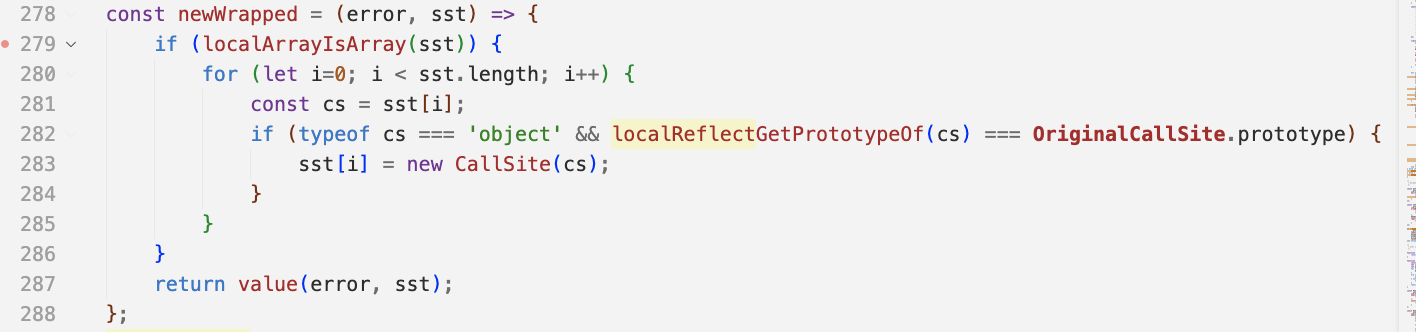 278 const newWrapped = (error, sst) => {
279 if (localArrayIsArray(sst)) {
280 for (let i=0; i < sst.length; i++) {
281 const cs = sst[i];
282 if (typeof cs === 'object' && localReflectGetPrototypeOf(cs) === OriginalCallSite.prototype) {
283 sst[i] = new CallSite(cs);
284 }
285 }
286 }
287 return value(error, sst);
288 };